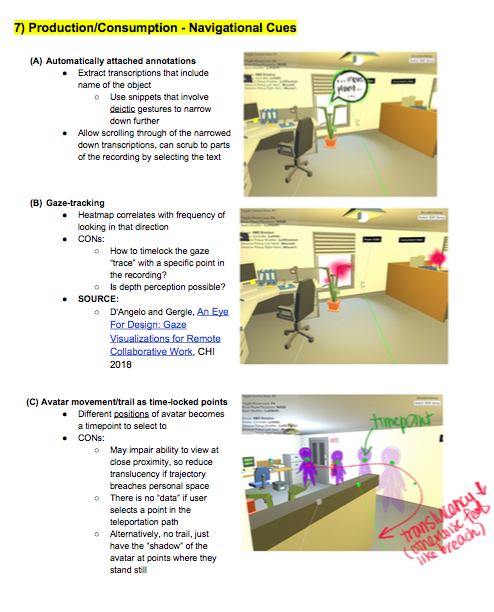 7) Production/Consumption - Navigational Cues
(A) Automatically attached annotations
● Extract transcriptions that include
name of the object
○ Use snippets that involve
deictic gestures to narrow
down further
● Allow scrolling through of the narrowed
down transcriptions, can scrub to parts
of the recording by selecting the text
plant..
(B) Gaze-tracking
● Heatmap correlates with frequency of
looking in that direction
● CONs:
○ How to timelock the gaze
"trace" with a specific point in
the recording?
○ Is depth perception possible?
● SOURCE:
○ D'Angelo and Gergle, An Eye
For Design: Gaze
Visualizations for Remote
Collaborative Work, CHI
2018
(C) Avatar movement/trail as time-locked points
● Different positions of avatar becomes
a timepoint to select to
● CONs:
○ May impair ability to view at
close proximity, so reduce
translucency if trajectory
breaches personal space
○ There is no "data" if user
selects a point in the
teleportation path
○ Alternatively, no trail, just
have the "shadow" of the
avatar at points where they
stand still
timepoint
transluency
(otherwise feel
like breach)